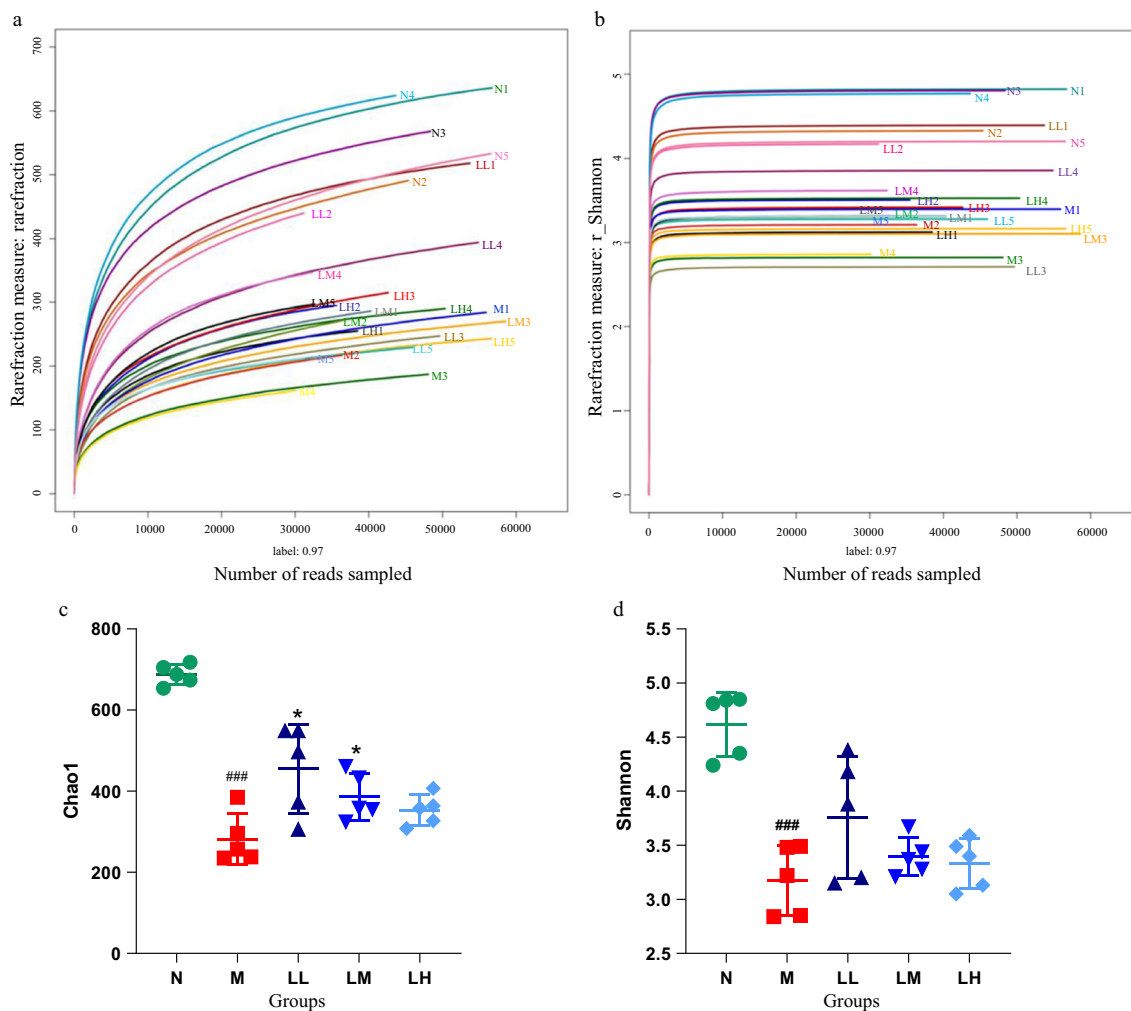 a
b
Rarefraction measure: rarefraction
700
600
500
400
300
200
100
0
N4
N1
N3
N5
LL1
N2
LL2
LL4
LM4
LH3
LM5
LH2
LH4
LM1
M1
LM2
LM3
LH1
LL3
LH5
LL5
M2
M5
M3
M4
0
10000
20000
30000
40000
50000
60000
label: 0.97
Number of reads sampled
Rarefraction measure: r_Shannon
5
4
3
2
1
0
N3
N1
N4
LL1
N2
N5
LL2
LL4
LM4
LH2
LH4
LH3
M1
LM5
LM2
LM1
M5
LL5
M2
LH5
LH1
LM3
M4
M3
LL3
0
10000
20000
30000
40000
50000
60000
label: 0.97
Number of reads sampled
c
Chao1
800
600
400
200
0
###
*
*
N
M
LL
LM
LH
Groups
d
Shannon
5.5
5.0
4.5
4.0
3.5
3.0
2.5
###
N
M
LL
LM
LH
Groups